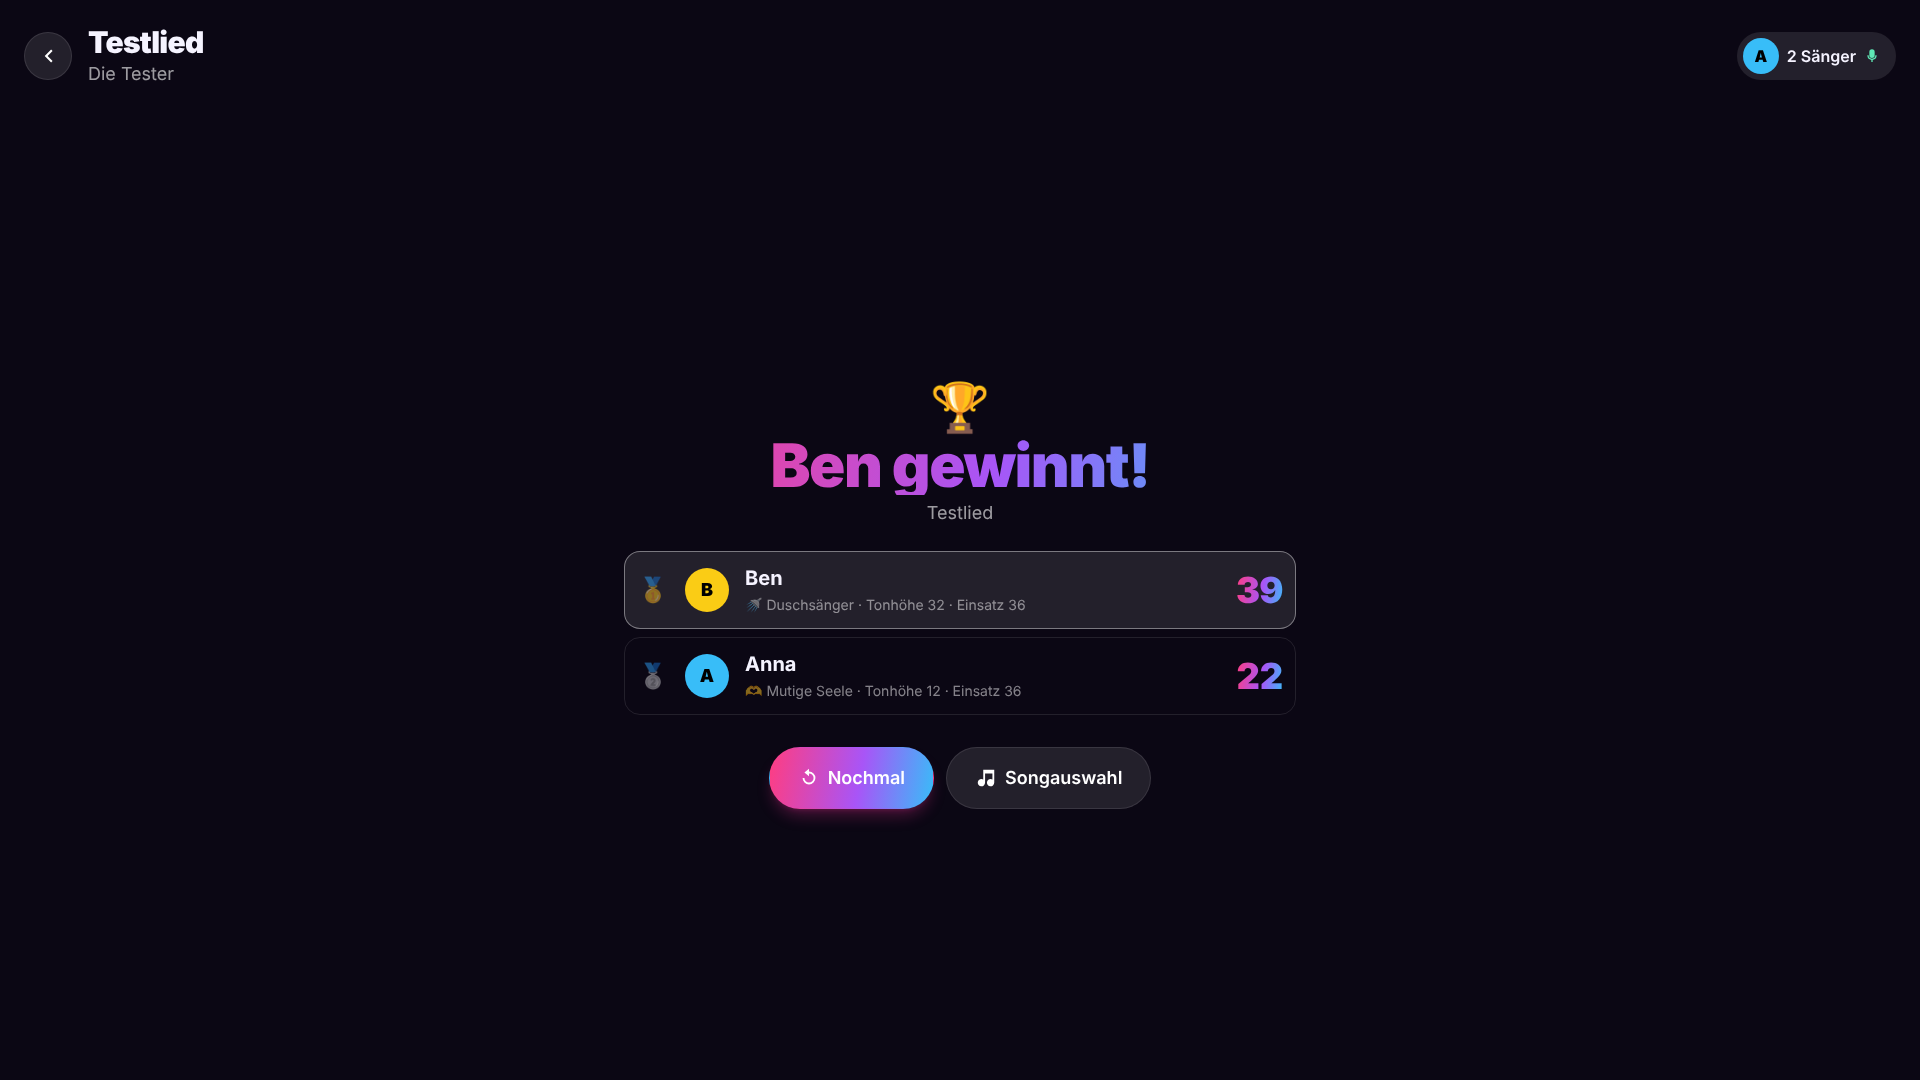 Testlied
Die Tester
A 2 Sänger
Ben gewinnt!
Testlied
B
Ben
Duschsänger · Tonhöhe 32 · Einsatz 36
39
A
Anna
Mutige Seele · Tonhöhe 12 · Einsatz 36
22
Nochmal
Songauswahl